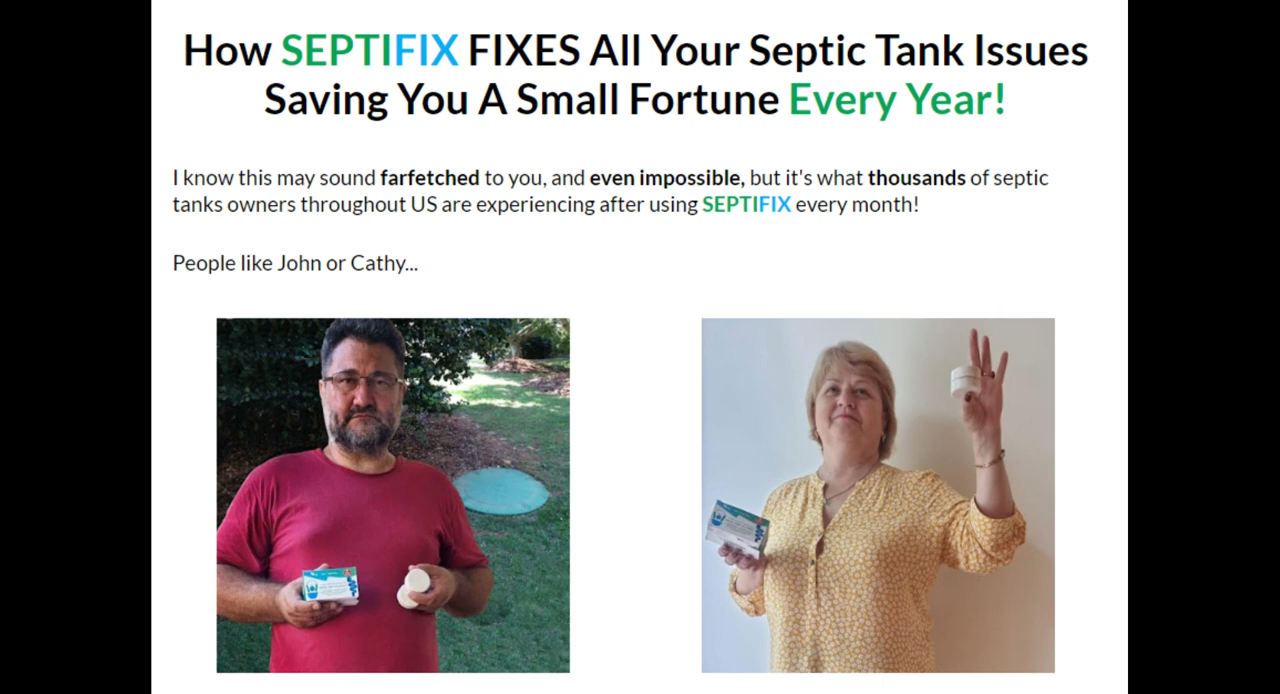 How SEPTIFIX FIXES All Your Septic Tank Issues
Saving You A Small Fortune Every Year!
I know this may sound farfetched to you, and even impossible, but it's what thousands of septic
tanks owners throughout US are experiencing after using SEPTIFIX every month!
People like John or Cathy...